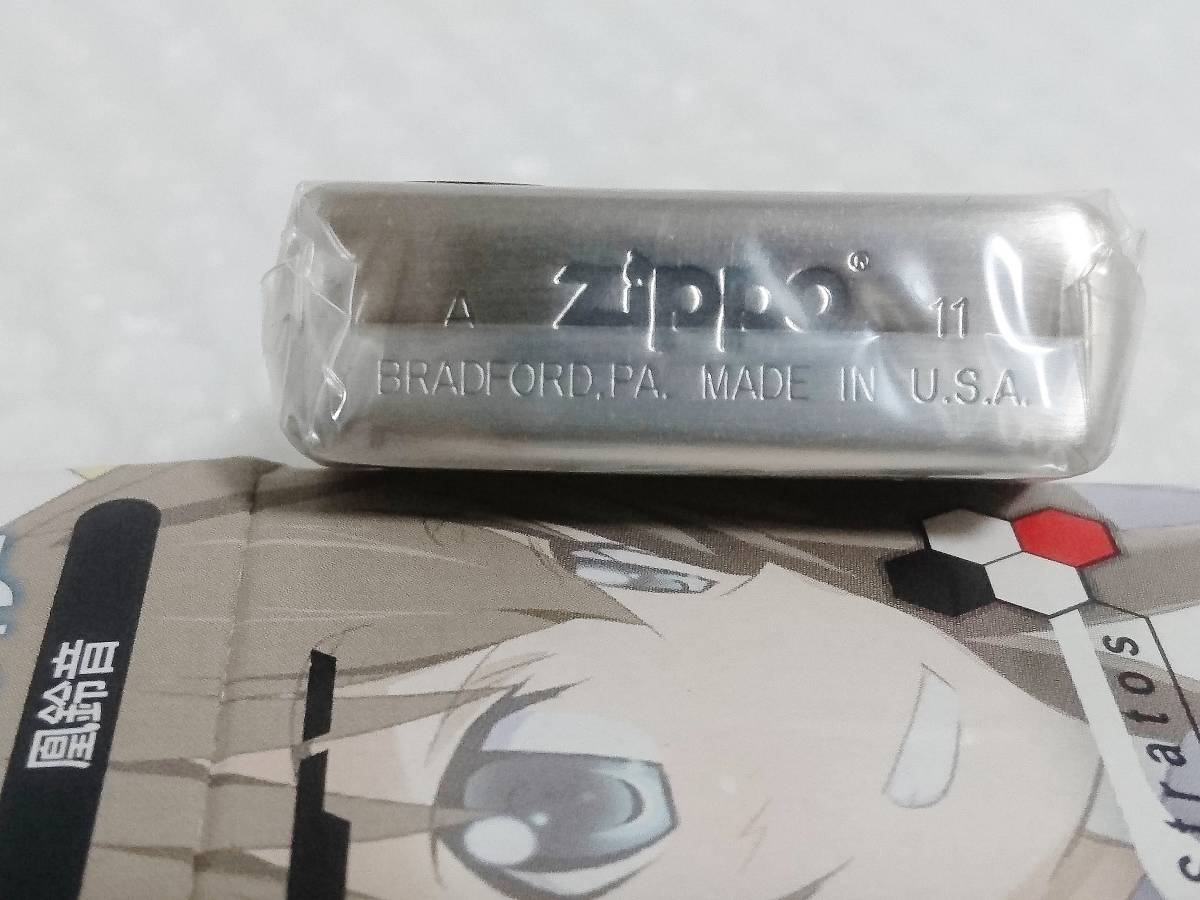 A zippo® 11
BRADFORD,PA. MADE IN U.S.A.
凰鈴音
stratos